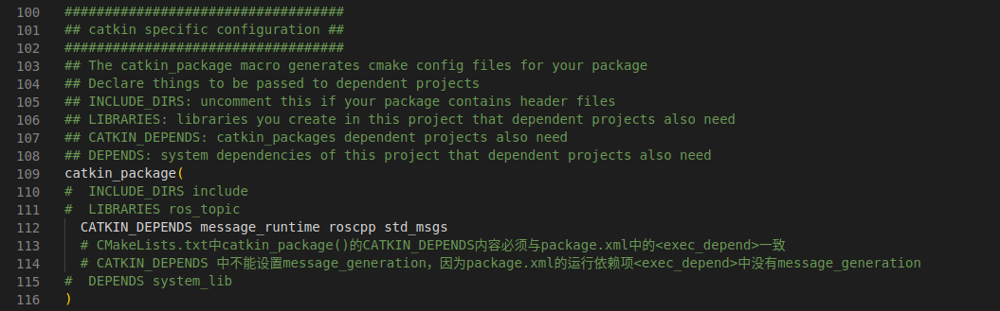 100 ###################################
101 ## catkin specific configuration ##
102 ###################################
103 ## The catkin_package macro generates cmake config files for your package
104 ## Declare things to be passed to dependent projects
105 ## INCLUDE_DIRS: uncomment this if your package contains header files
106 ## LIBRARIES: libraries you create in this project that dependent projects also need
107 ## CATKIN_DEPENDS: catkin_packages dependent projects also need
108 ## DEPENDS: system dependencies of this project that dependent projects also need
109 catkin_package(
110 #  INCLUDE_DIRS include
111 #  LIBRARIES ros_topic
112   CATKIN_DEPENDS message_runtime roscpp std_msgs
113   # CMakeLists.txt中catkin_package()的CATKIN_DEPENDS内容必须与package.xml中的<exec_depend>一致
114   # CATKIN_DEPENDS 中不能设置message_generation，因为package.xml的运行依赖项<exec_depend>中没有message_generation
115 #  DEPENDS system_lib
116 )